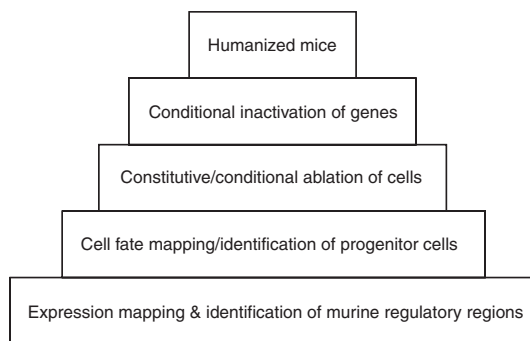 Humanized mice
Conditional inactivation of genes
Constitutive/conditional ablation of cells
Cell fate mapping/identification of progenitor cells
Expression mapping & identification of murine regulatory regions